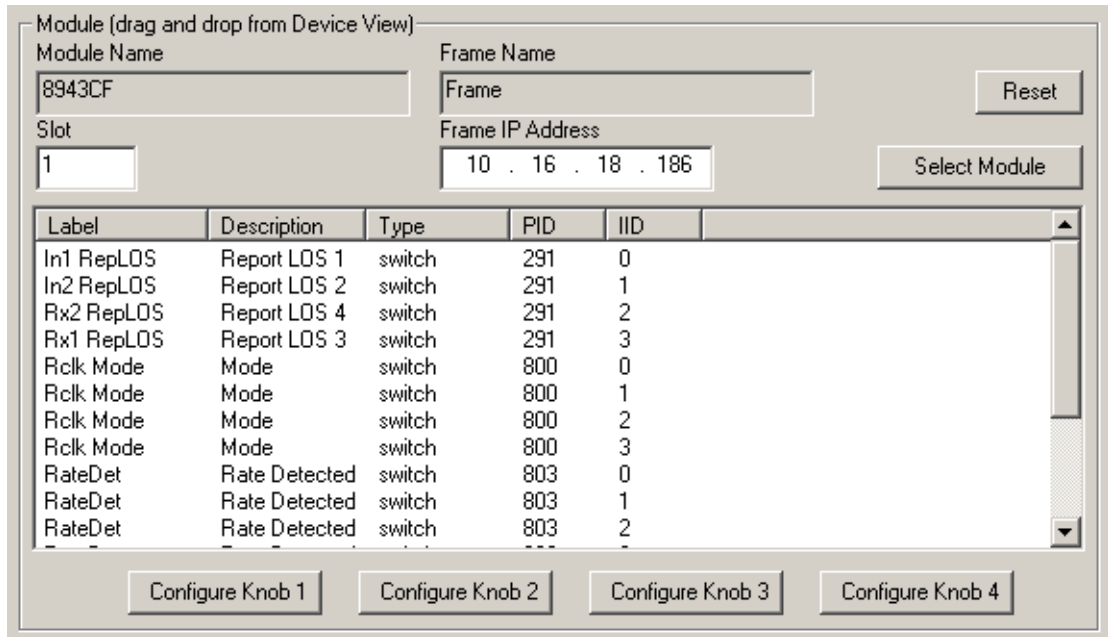 Module (drag and drop from Device View)
Module Name Frame Name
8943CF Frame Reset
Slot Frame IP Address
1 10 . 16 . 18 . 186 Select Module
Label Description Type PID IID
In1 RepLOS Report LOS 1 switch 291 0
In2 RepLOS Report LOS 2 switch 291 1
Rx2 RepLOS Report LOS 4 switch 291 2
Rx1 RepLOS Report LOS 3 switch 291 3
Rclk Mode Mode switch 800 0
Rclk Mode Mode switch 800 1
Rclk Mode Mode switch 800 2
Rclk Mode Mode switch 800 3
RateDet Rate Detected switch 803 0
RateDet Rate Detected switch 803 1
RateDet Rate Detected switch 803 2
Configure Knob 1 Configure Knob 2 Configure Knob 3 Configure Knob 4